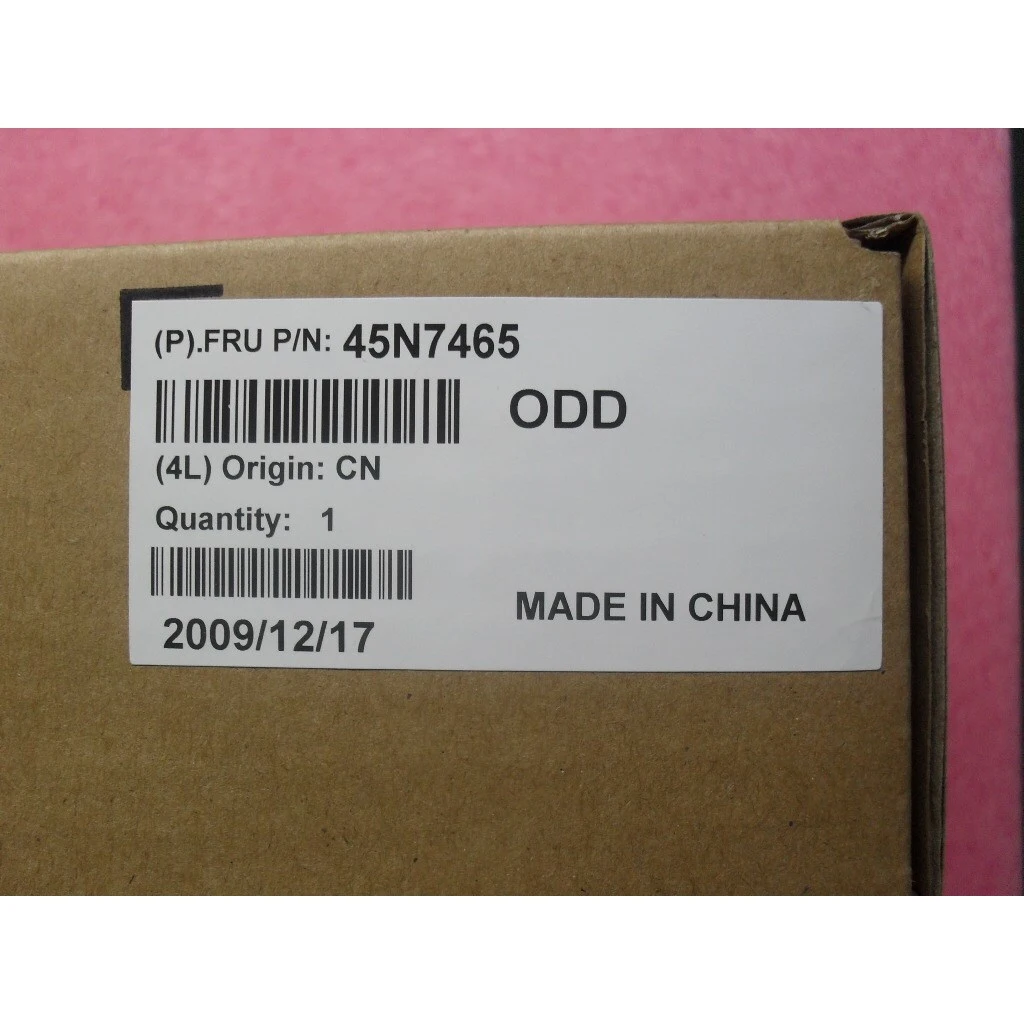 (P).FRU P/N: 45N7465
ODD
(4L) Origin: CN
Quantity: 1
MADE IN CHINA
2009/12/17